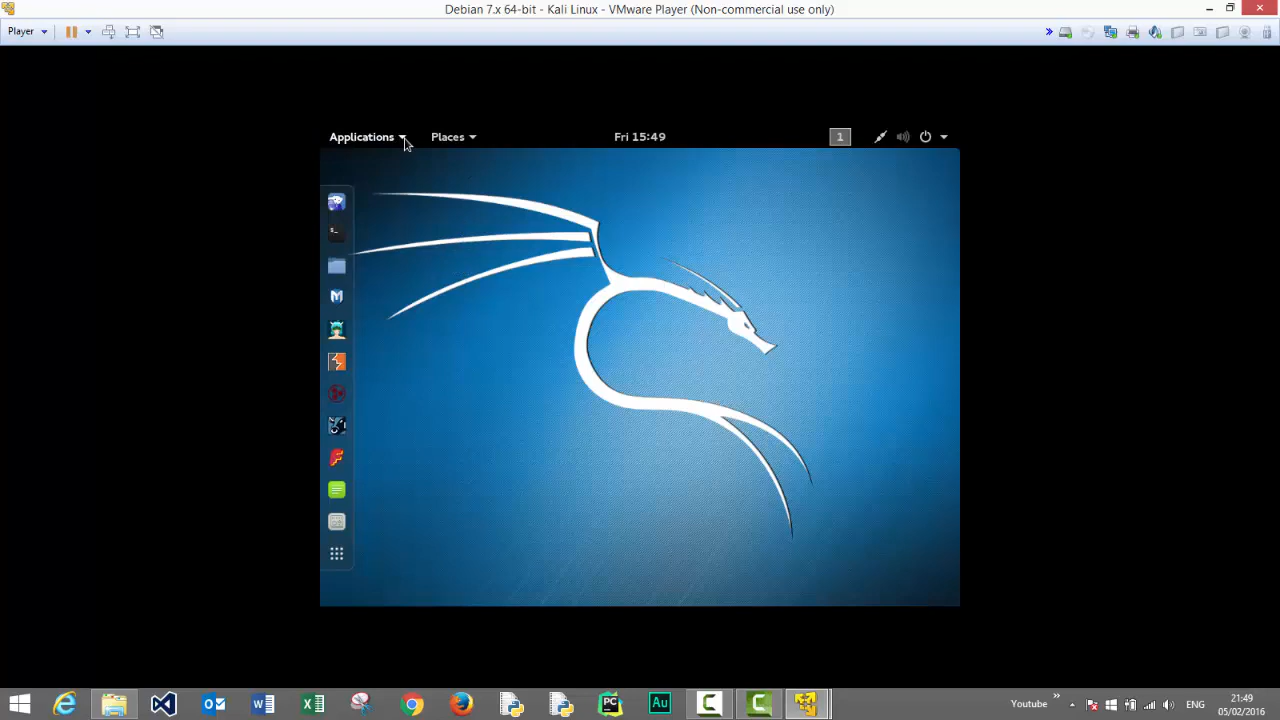 Debian 7.x 64-bit - Kali Linux - VMware Player (Non-commercial use only)
Player
Applications
Places
Fri 15:49
1
Youtube
ENG
21:49
05/02/2016